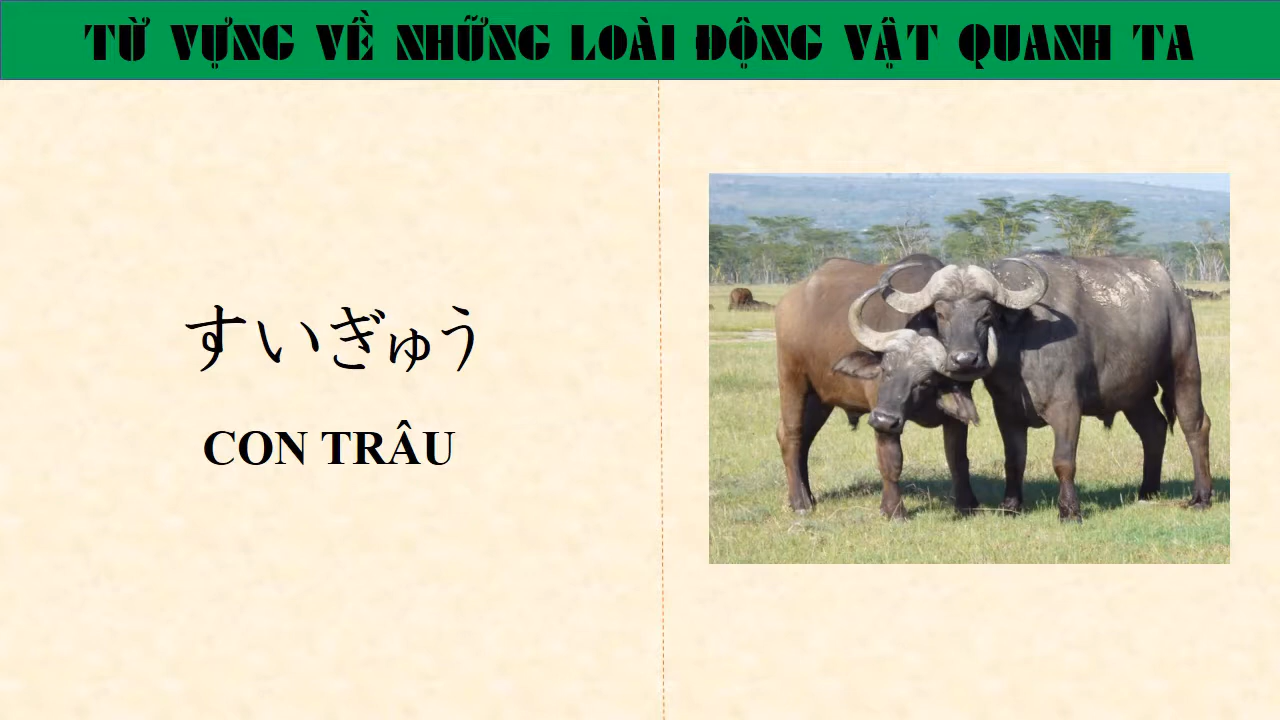 TỪ VỰNG VỀ NHỮNG LOÀI ĐỘNG VẬT QUANH TA
すいぎゅう
CON TRÂU